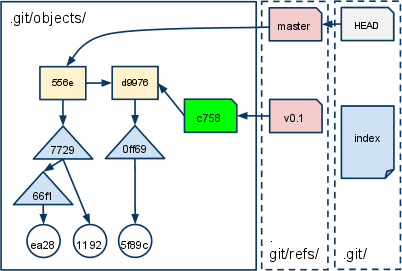 .git/objects/
master
HEAD
556e
d9976
c758
v0.1
index
7729
0ff69
66f1
ea28
1192
5f89c
.
git/refs/
.git/